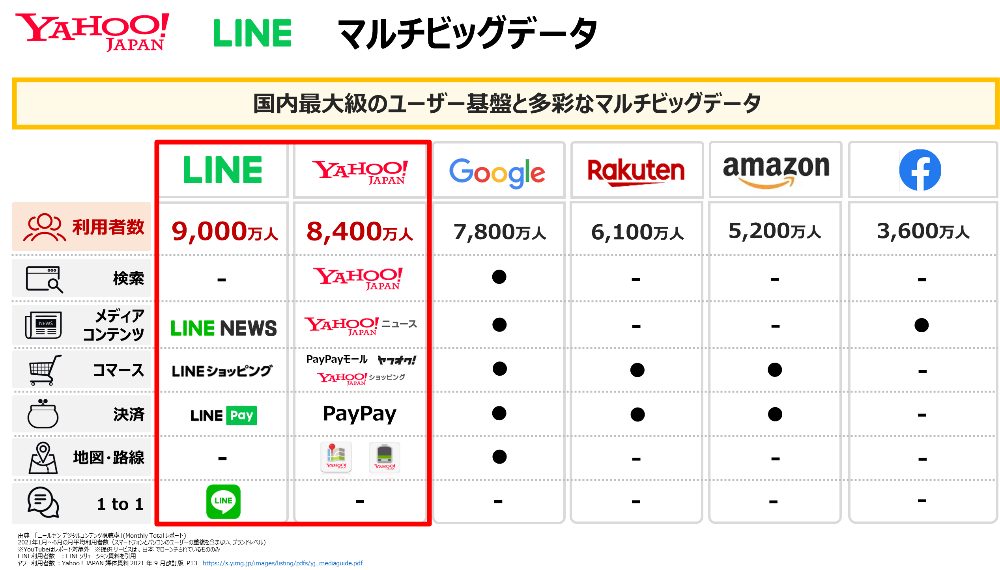 YAHOO! JAPAN LINE マルチビッグデータ
国内最大級のユーザー基盤と多彩なマルチビッグデータ
LINE YAHOO! JAPAN Google Rakuten amazon f
利用者数 9,000万人 8,400万人 7,800万人 6,100万人 5,200万人 3,600万人
検索 - YAHOO! JAPAN ● - - -
メディア
コンテンツ
NEWS
LINE NEWS YAHOO! JAPAN ニュース ● - - ●
コマース LINEショッピング PayPayモール ヤフオク! ● ● ● -
YAHOO! JAPAN ショッピング
決済 LINE Pay PayPay ● ● ● -
地図・路線 - YAHOO! JAPAN YAHOO! JAPAN ● - - -
1 to 1 LINE - - - - -
出典 「ニールセン デジタルコンテンツ視聴率」(Monthly Total レポート)
2021年1月～6月の月平均利用者数（スマートフォンとパソコンのユーザーの重複を含まない、ブランドレベル)
※YouTubeはレポート対象外 ※提供サービスは、日本 でローンチされているもののみ
LINE利用者数 ：LINEソリューション資料を引用
ヤフー利用者数：Yahoo！JAPAN 媒体資料 2021 年 9 月改訂版 P13 https://s.yimg.jp/images/listing/pdfs/yj_mediaguide.pdf